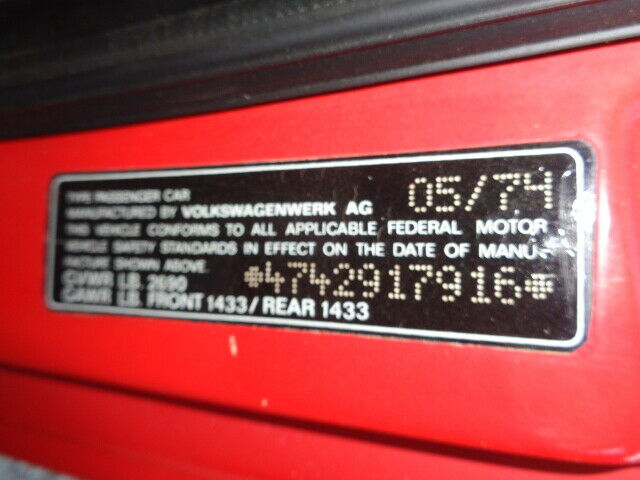 05/74
TYPE PASSENGER CAR
MANUFACTURED BY VOLKSWAGENWERK AG
THIS VEHICLE CONFORMS TO ALL APPLICABLE FEDERAL MOTOR
VEHICLE SAFETY STANDARDS IN EFFECT ON THE DATE OF MANU-
FACTURE SHOWN ABOVE.
*4742917916*
GVWR LB. 2690
GAWR LB. FRONT 1433/REAR 1433